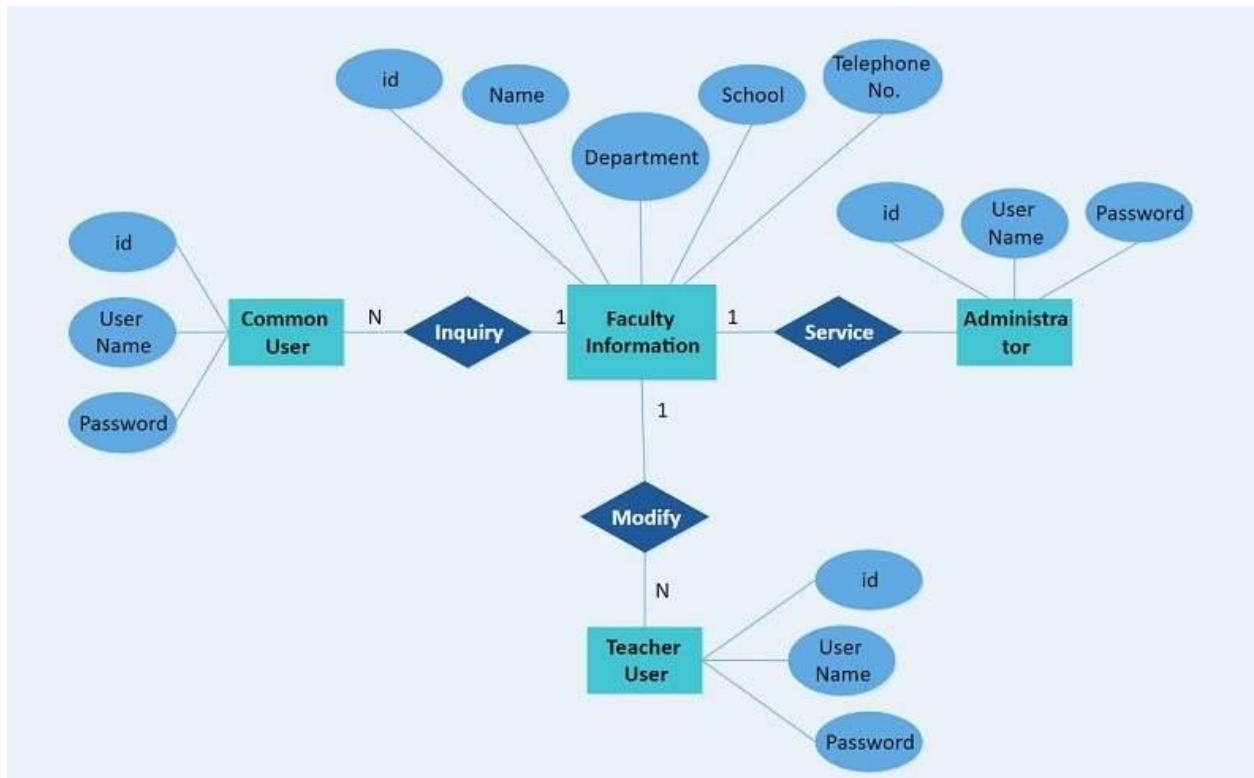 id
Name
Department
School
Telephone
No.
id
User
Name
Password
id
User
Name
Password
Common
User
N
Inquiry
1
Faculty
Information
1
Service
Administra
tor
1
Modify
N
Teacher
User
id
User
Name
Password